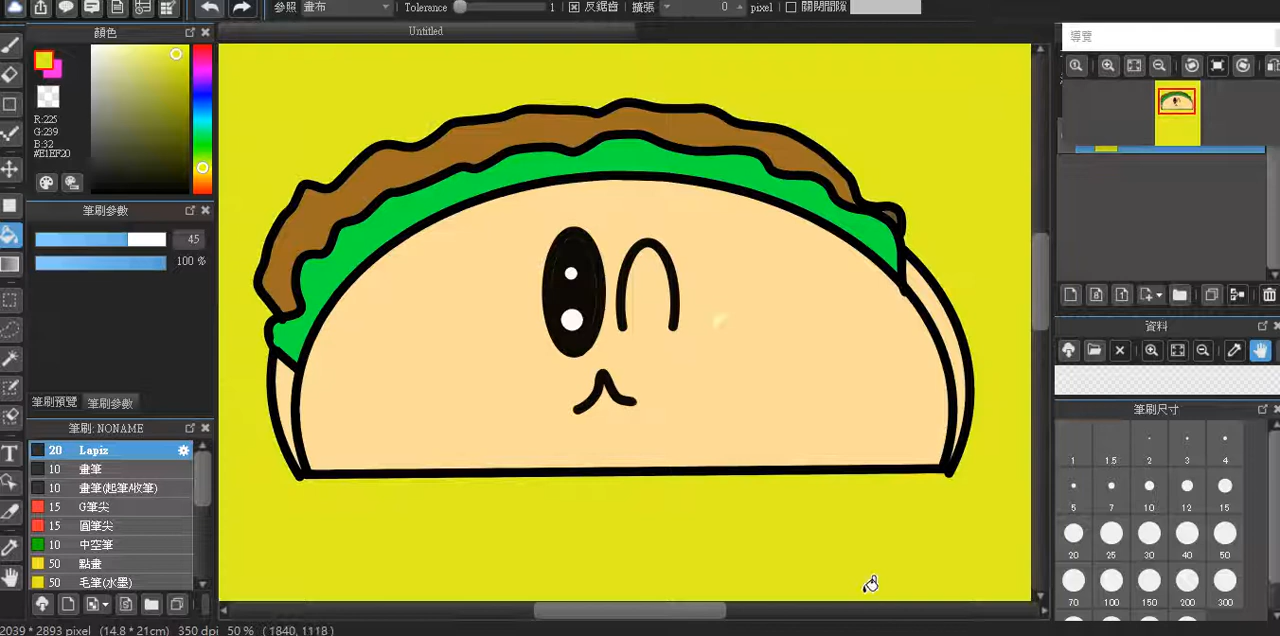 參照 畫布 Tolerance 1 反鋸齒 擴張 0 pixel 關閉間隙
Untitled
顏色
R:225
G:239
B:32
#E1EF20
筆刷參數
45
100 %
筆刷預覽 筆刷參數
筆刷: NONAME
20 Lapiz
10 畫筆
10 畫筆(起筆/收筆)
15 G筆尖
15 圓筆尖
10 中空筆
50 點畫
50 毛筆(水墨)
2039 * 2893 pixel (14.8 * 21cm) 350 dpi 50 % ( 1840, 1118 )
導覽
資料
筆刷尺寸
1 1.5 2 3 4
5 7 10 12 15
20 25 30 40 50
70 100 150 200 300